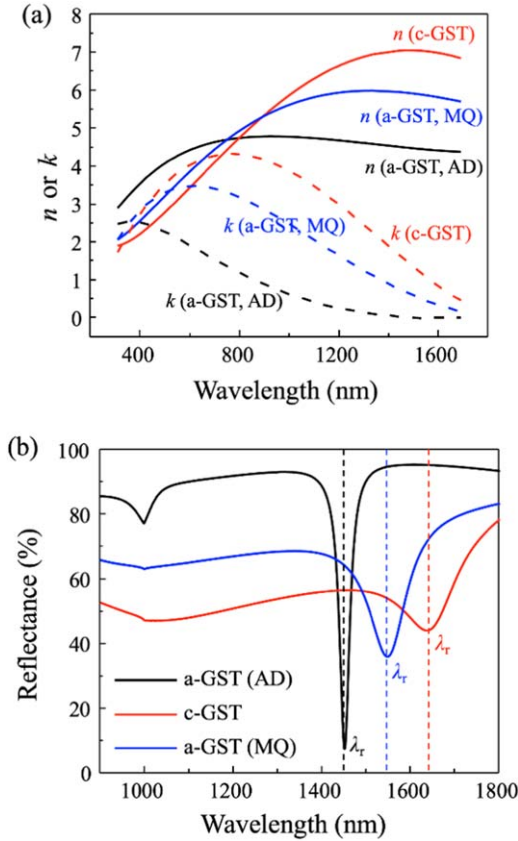 (a)
8
7
6
5
4
3
2
1
0
n or k
n (c-GST)
n (a-GST, MQ)
n (a-GST, AD)
k (a-GST, MQ)
k (c-GST)
k (a-GST, AD)
400 800 1200 1600
Wavelength (nm)
(b)
100
80
60
40
20
0
Reflectance (%)
λr
λr
λr
a-GST (AD)
c-GST
a-GST (MQ)
1000 1200 1400 1600 1800
Wavelength (nm)